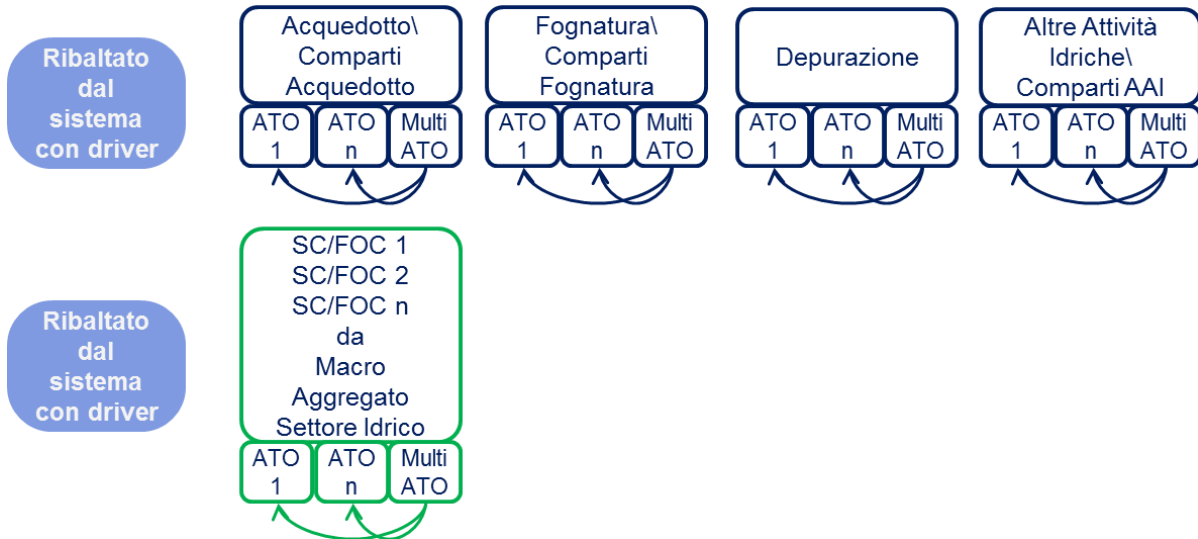 Ribaltato
dal
sistema
con driver
Acquedotto\
Comparti
Acquedotto
ATO
1
ATO
n
Multi
ATO
Fognatura\
Comparti
Fognatura
ATO
1
ATO
n
Multi
ATO
Depurazione
ATO
1
ATO
n
Multi
ATO
Altre Attività
Idriche\
Comparti AAI
ATO
1
ATO
n
Multi
ATO
Ribaltato
dal
sistema
con driver
SC/FOC 1
SC/FOC 2
SC/FOC n
da
Macro
Aggregato
Settore Idrico
ATO
1
ATO
n
Multi
ATO